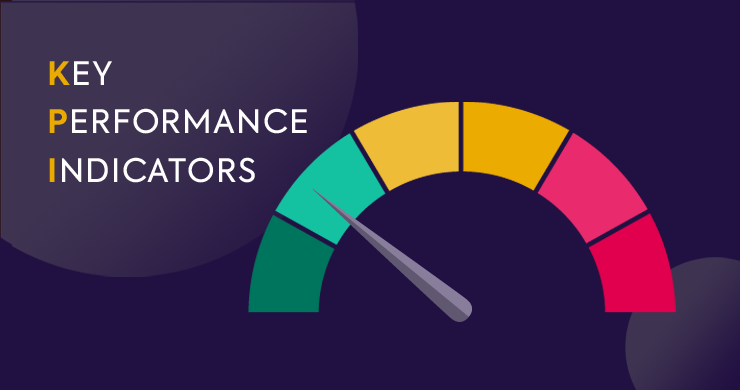 KEY
PERFORMANCE
INDICATORS